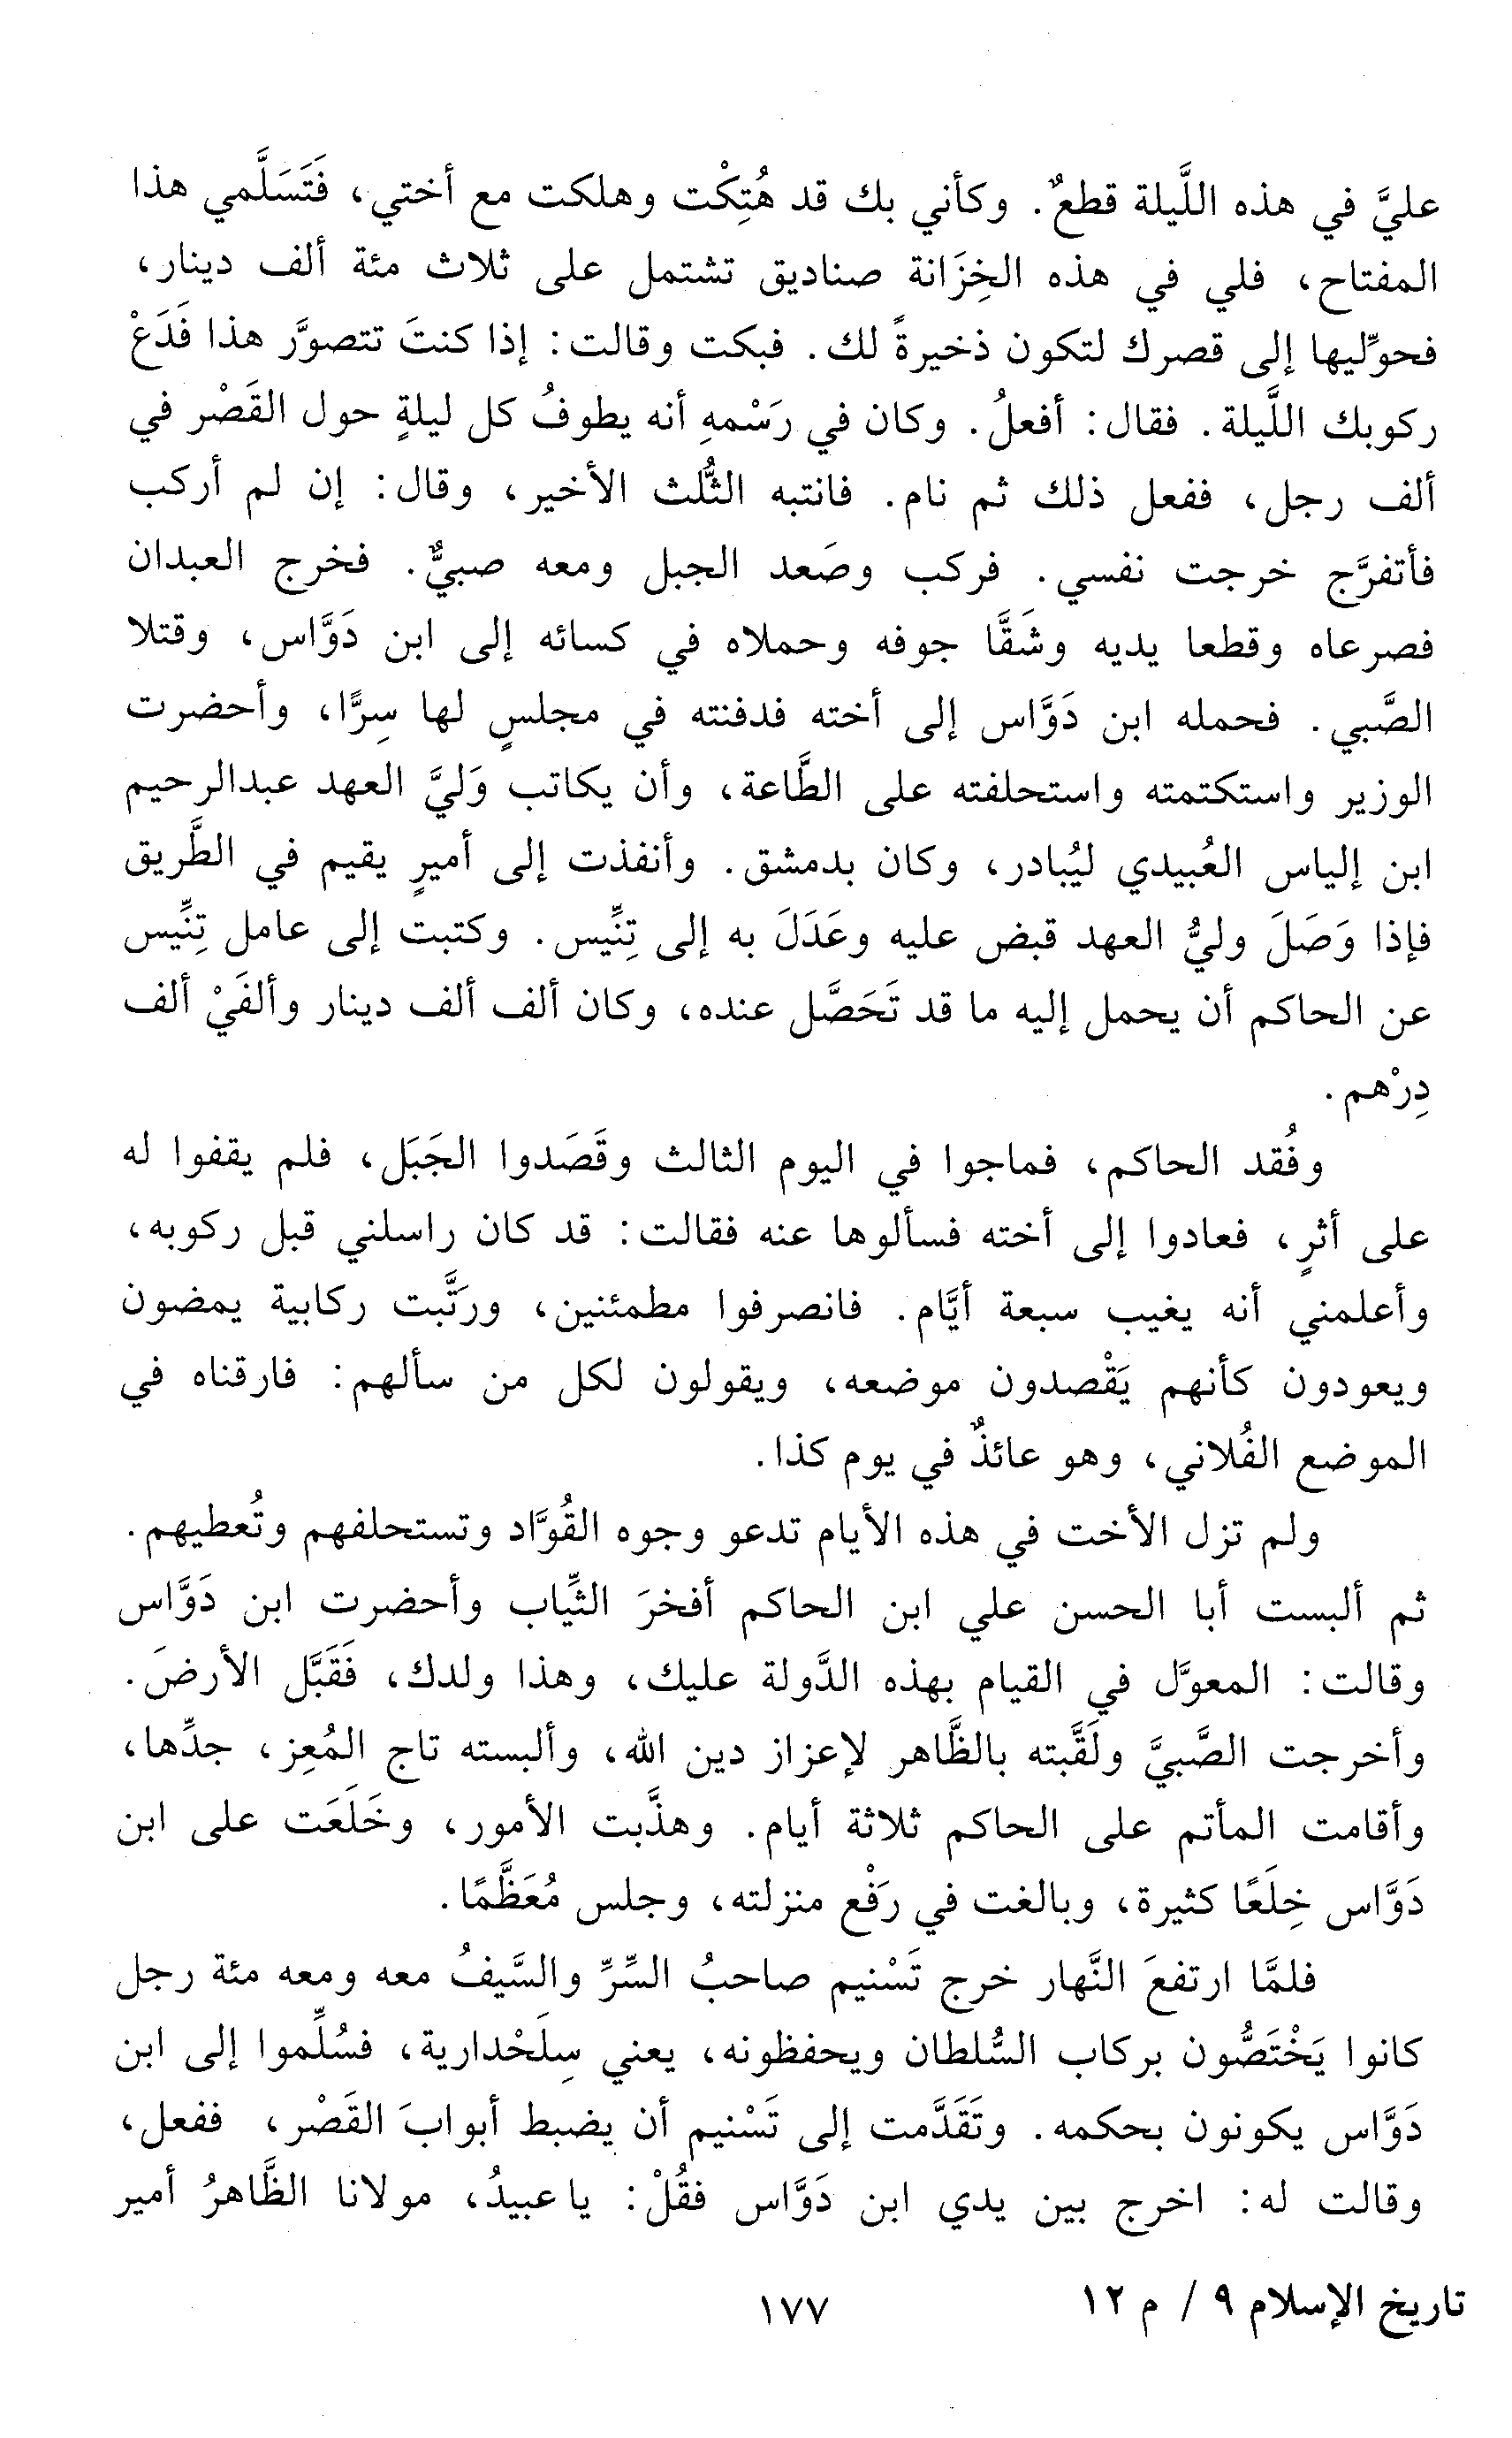 عليَّ في هذه اللَّيلة قطعٌ. وكأني بك قد هُتِكْت وهلكت مع أختي، فَتَسَلَّمي هذا
المفتاح، فلي في هذه الخِزَانة صناديق تشتمل على ثلاث مئة ألف دينار،
فحوِّليها إلى قصرك لتكون ذخيرةً لك. فبكت وقالت: إذا كنتَ تتصوَّر هذا فَدَعْ
ركوبك اللَّيلة. فقال: أفعلُ. وكان في رَسْمهِ أنه يطوفُ كل ليلةٍ حول القَصْر في
ألف رجل، ففعل ذلك ثم نام. فانتبه الثُّلث الأخير، وقال: إن لم أركب
فأتفرَّج خرجت نفسي. فركب وصَعد الجبل ومعه صبيٌّ. فخرج العبدان
فصرعاه وقطعا يديه وشَقَّا جوفه وحملاه في كسائه إلى ابن دَوَّاس، وقتلا
الصَّبي. فحمله ابن دَوَّاس إلى أخته فدفنته في مجلسٍ لها سِرًّا، وأحضرت
الوزير واستكتمته واستحلفته على الطَّاعة، وأن يكاتب وَليَّ العهد عبدالرحيم
ابن إلياس العُبيدي ليُبادر، وكان بدمشق. وأنفذت إلى أميرٍ يقيم في الطَّريق
فإذا وَصَلَ وليُّ العهد قبض عليه وعَدَلَ به إلى تِنِّيس. وكتبت إلى عامل تِنِّيس
عن الحاكم أن يحمل إليه ما قد تَحَصَّل عنده، وكان ألف ألف دينار وألفَيْ ألف
دِرْهم.
وفُقد الحاكم، فماجوا في اليوم الثالث وقَصَدوا الجَبَل، فلم يقفوا له
على أثرٍ، فعادوا إلى أخته فسألوها عنه فقالت: قد كان راسلني قبل ركوبه،
وأعلمني أنه يغيب سبعة أيَّام. فانصرفوا مطمئنين، ورَتَّبت ركابية يمضون
ويعودون كأنهم يَقْصدون موضعه، ويقولون لكل من سألهم: فارقناه في
الموضع الفُلاني، وهو عائذٌ في يوم كذا.
ولم تزل الأخت في هذه الأيام تدعو وجوه القُوَّاد وتستحلفهم وتُعطيهم.
ثم ألبست أبا الحسن علي ابن الحاكم أفخرَ الثِّياب وأحضرت ابن دَوَّاس
وقالت: المعوَّل في القيام بهذه الدَّولة عليك، وهذا ولدك، فَقَبَّل الأرضَ.
وأخرجت الصَّبيَّ ولَقَّبته بالظَّاهر لإعزاز دين الله، وألبسته تاج المُعِز، جدِّها،
وأقامت المأتم على الحاكم ثلاثة أيام. وهذَّبت الأمور، وخَلَعَت على ابن
دَوَّاس خِلَعًا كثيرة، وبالغت في رَفْع منزلته، وجلس مُعَظَّمًا.
فلمَّا ارتفعَ النَّهار خرج تَسْنيم صاحبُ السِّرِّ والسَّيفُ معه ومعه مئة رجل
كانوا يَخْتَصُّون بركاب السُّلطان ويحفظونه، يعني سِلَحْدارية، فسُلِّموا إلى ابن
دَوَّاس يكونون بحكمه. وتَقَدَّمت إلى تَسْنيم أن يضبط أبوابَ القَصْر، ففعل،
وقالت له: اخرج بين يدي ابن دَوَّاس فقُلْ: يا عبيدُ، مولانا الظَّاهرُ أمير
تاريخ الإسلام ٩ / م ١٢
١٧٧